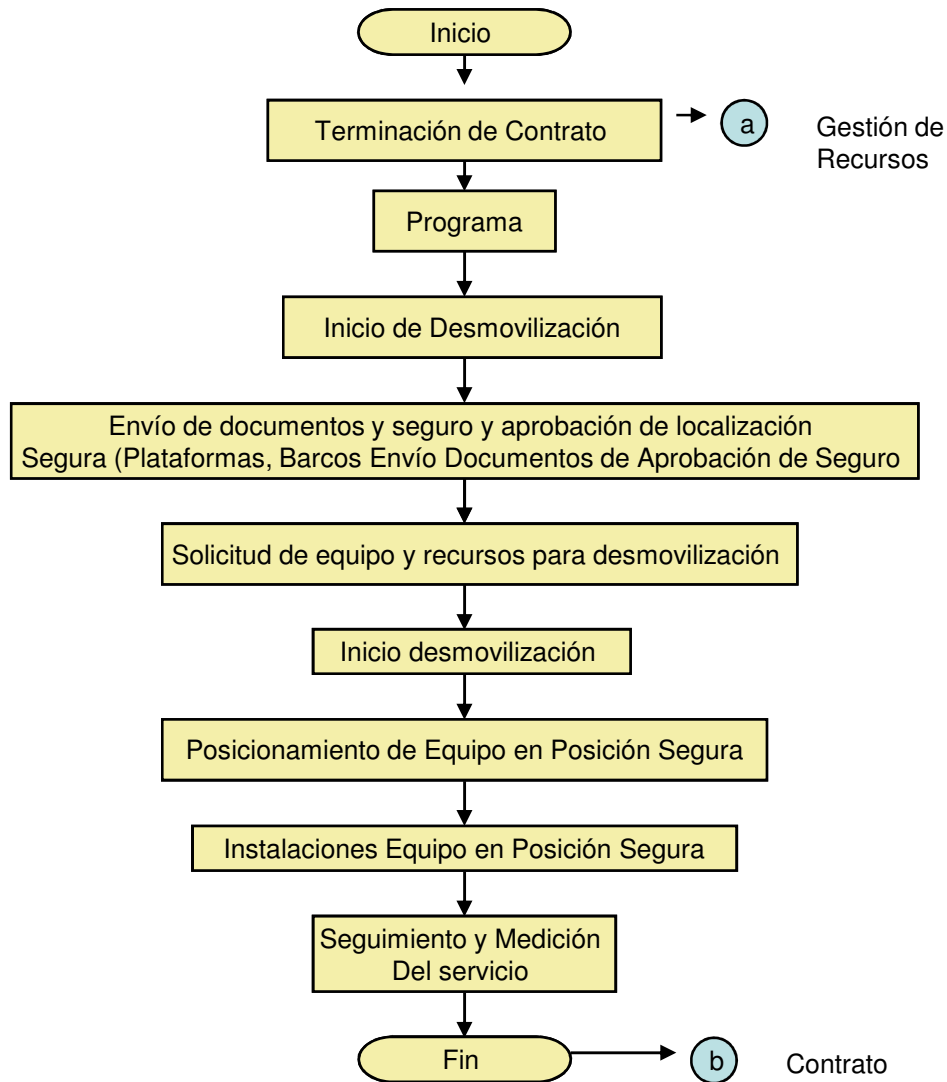 Inicio
Terminación de Contrato
a
Gestión de
Recursos
Programa
Inicio de Desmovilización
Envío de documentos y seguro y aprobación de localización
Segura (Plataformas, Barcos Envío Documentos de Aprobación de Seguro
Solicitud de equipo y recursos para desmovilización
Inicio desmovilización
Posicionamiento de Equipo en Posición Segura
Instalaciones Equipo en Posición Segura
Seguimiento y Medición
Del servicio
Fin
b
Contrato